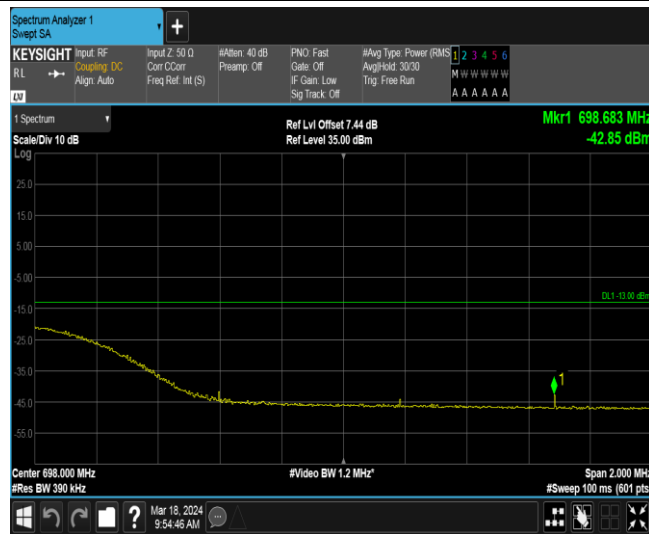 Spectrum Analyzer 1
Swept SA
+
KEYSIGHT Input: RF Input Z: 50 Ω #Atten: 40 dB PNO: Fast #Avg Type: Power (RMS 1 2 3 4 5 6
RL Coupling: DC Corr CCorr Preamp: Off Gate: Off Avg|Hold: 30/30 M W W W W W
Align: Auto Freq Ref: Int (S) IF Gain: Low Trig: Free Run
Sig Track: Off A A A A A A
LXI
1 Spectrum
Scale/Div 10 dB
Ref Lvl Offset 7.44 dB
Ref Level 35.00 dBm
Mkr1 698.683 MHz
-42.85 dBm
Log
25.0
15.0
5.00
-5.00
DL1 -13.00 dBm
-15.0
-25.0
-35.0
1
-45.0
-55.0
Center 698.000 MHz #Video BW 1.2 MHz* Span 2.000 MHz
#Res BW 390 kHz #Sweep 100 ms (601 pts
?
Mar 18, 2024
9:54:46 AM